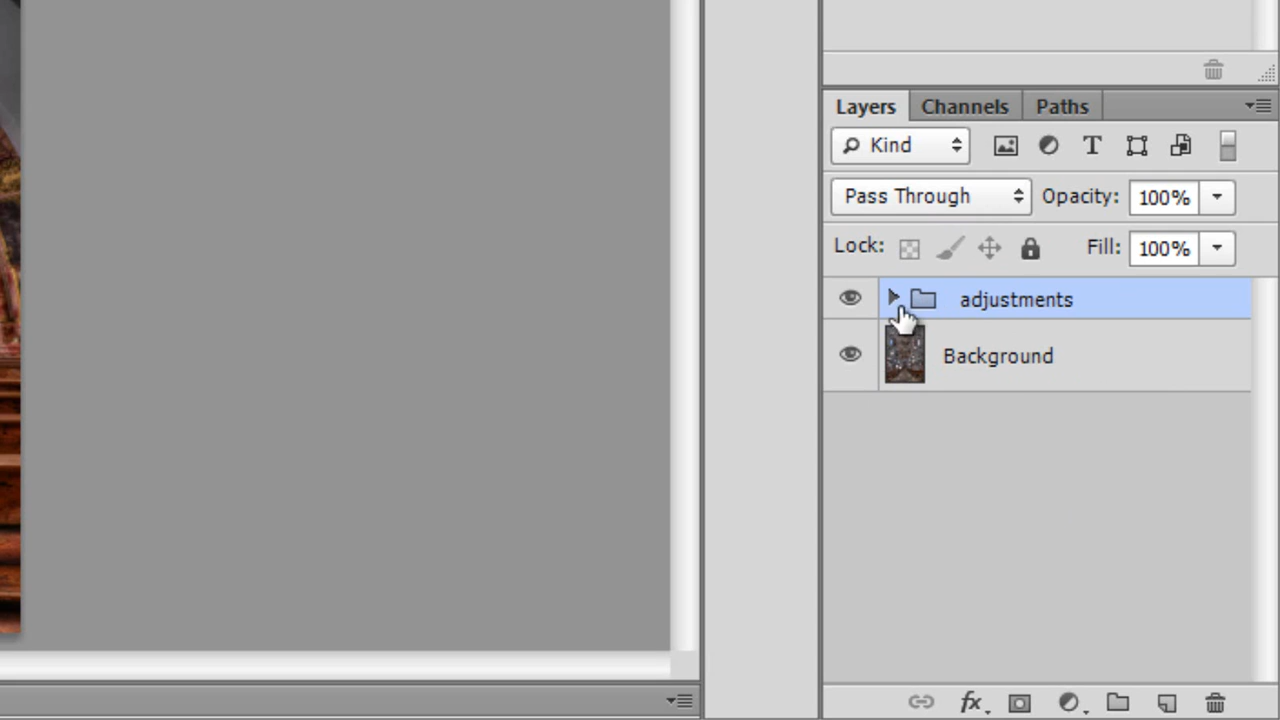 Layers Channels Paths
Kind
Pass Through Opacity: 100%
Lock: Fill: 100%
adjustments
Background
fx